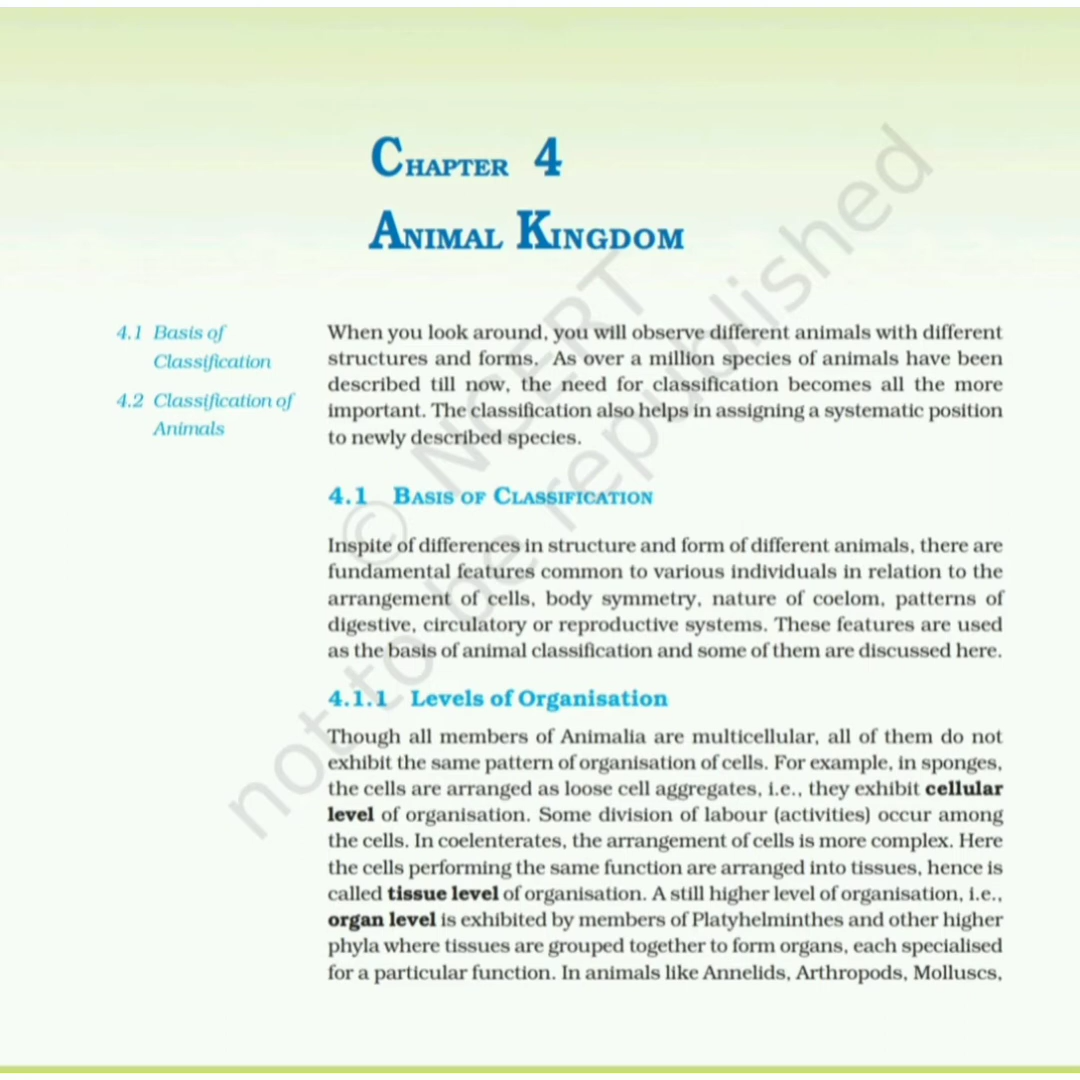 CHAPTER 4
ANIMAL KINGDOM
4.1 Basis of
Classification
4.2 Classification of
Animals
When you look around, you will observe different animals with different
structures and forms. As over a million species of animals have been
described till now, the need for classification becomes all the more
important. The classification also helps in assigning a systematic position
to newly described species.
4.1 BASIS OF CLASSIFICATION
Inspite of differences in structure and form of different animals, there are
fundamental features common to various individuals in relation to the
arrangement of cells, body symmetry, nature of coelom, patterns of
digestive, circulatory or reproductive systems. These features are used
as the basis of animal classification and some of them are discussed here.
4.1.1 Levels of Organisation
Though all members of Animalia are multicellular, all of them do not
exhibit the same pattern of organisation of cells. For example, in sponges,
the cells are arranged as loose cell aggregates, i.e., they exhibit cellular
level of organisation. Some division of labour (activities) occur among
the cells. In coelenterates, the arrangement of cells is more complex. Here
the cells performing the same function are arranged into tissues, hence is
called tissue level of organisation. A still higher level of organisation, i.e.,
organ level is exhibited by members of Platyhelminthes and other higher
phyla where tissues are grouped together to form organs, each specialised
for a particular function. In animals like Annelids, Arthropods, Molluscs,
© NCERT
not to be republished